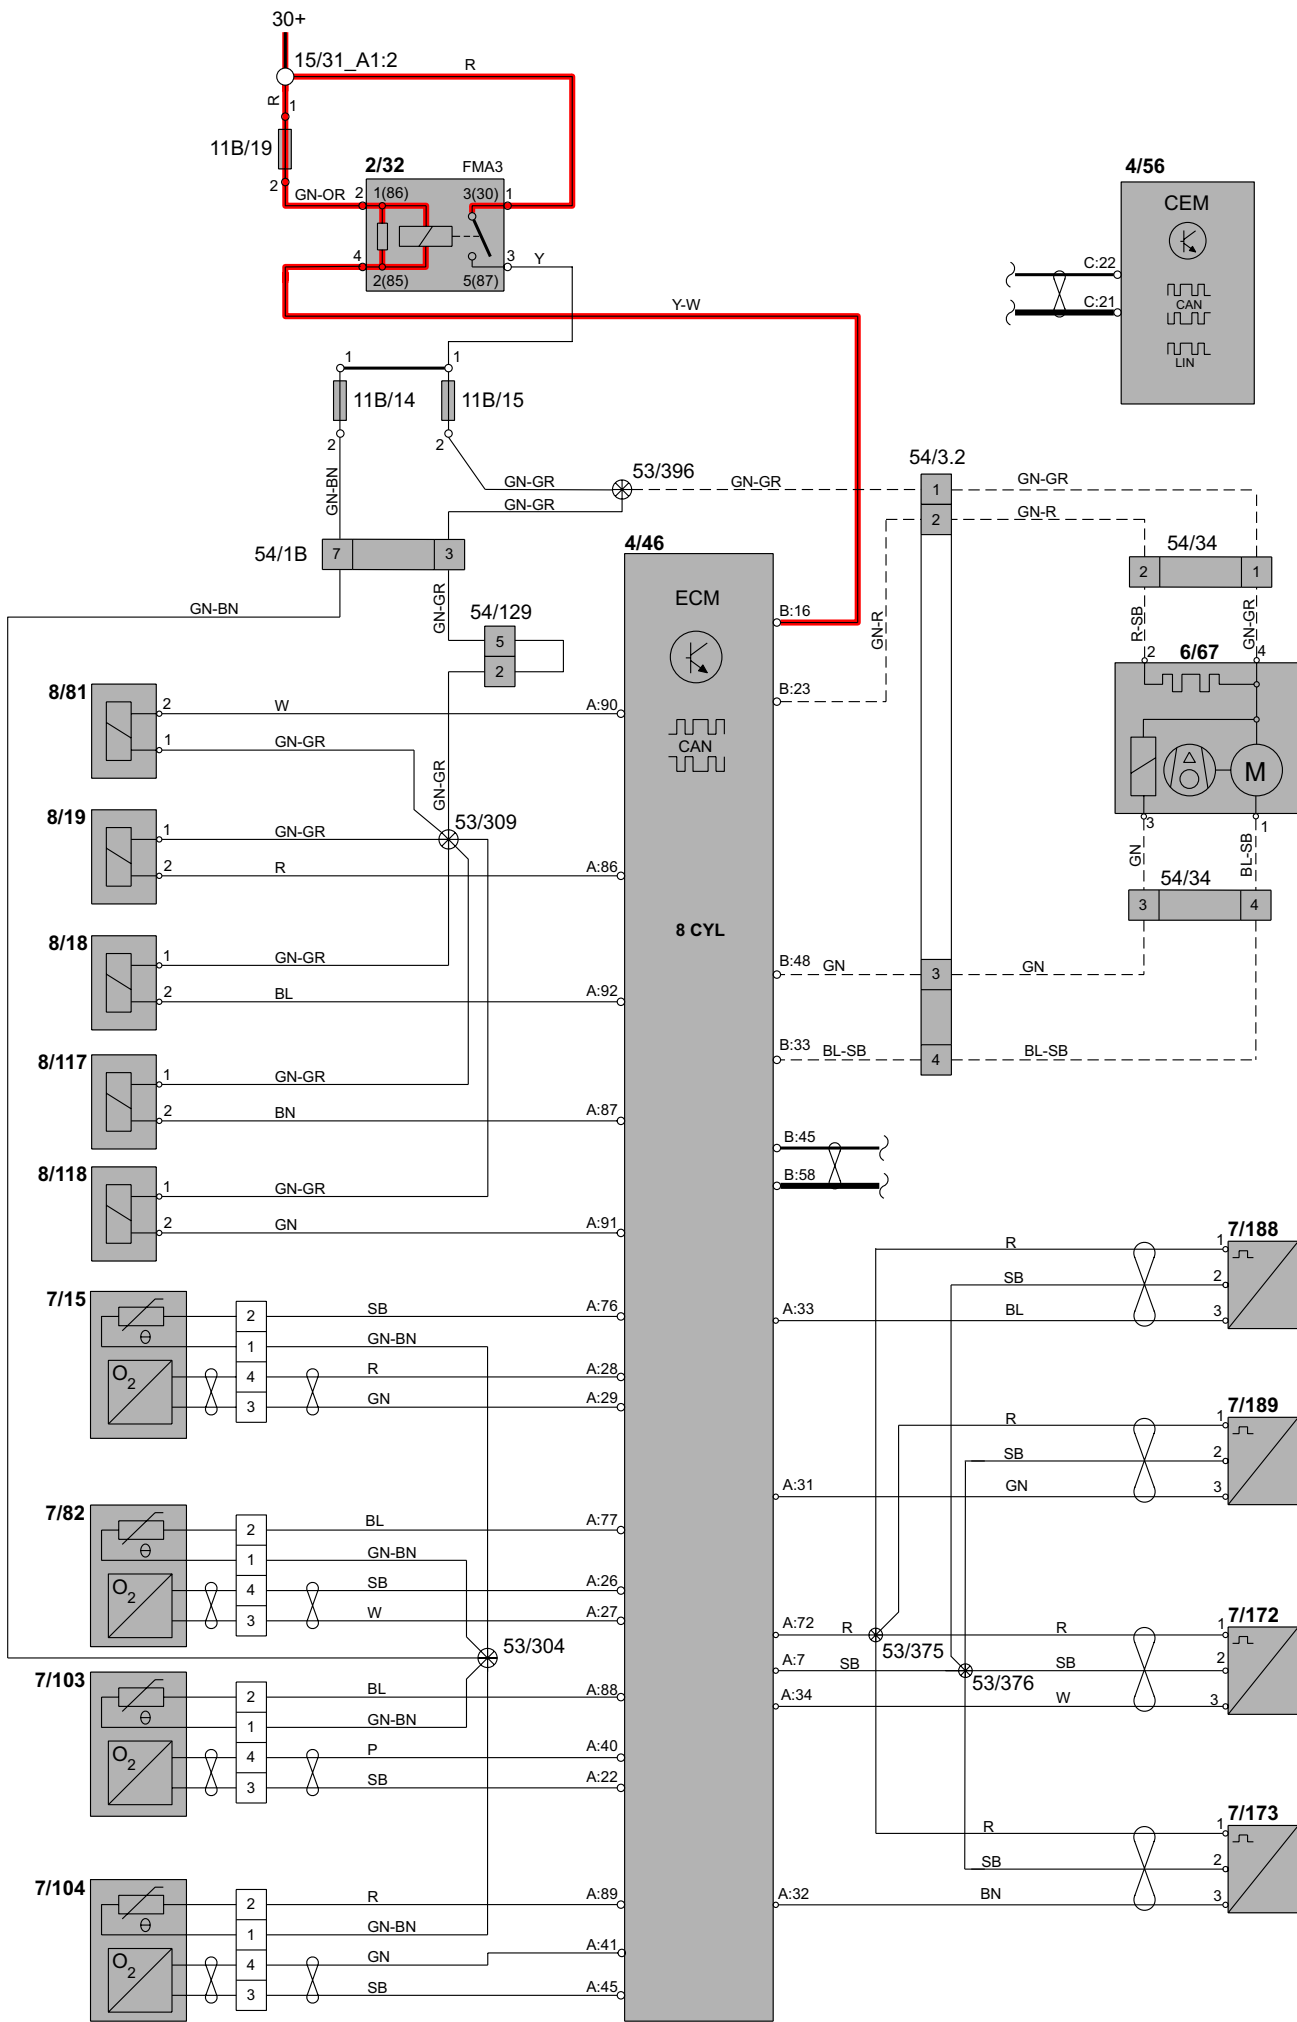 30+
15/31_A1:2
R
R
1
11B/19
2
GN-OR
2/32
FMA3
2
1(86)
3(30)
1
4
2(85)
5(87)
3
Y
Y-W
4/56
CEM
C:22
C:21
CAN
LIN
1
1
11B/14
11B/15
2
2
GN-BN
GN-GR
53/396
GN-GR
GN-GR
54/3.2
1
GN-GR
2
GN-R
54/1B
7
3
4/46
54/34
2
1
GN-BN
GN-GR
54/129
5
2
ECM
B:16
GN-R
R-SB
GN-GR
2
6/67
4
8/81
2
W
A:90
1
GN-GR
GN-GR
B:23
CAN
M
8/19
1
GN-GR
53/309
2
R
A:86
3
1
GN
BL-SB
54/34
3
4
8/18
1
GN-GR
2
BL
A:92
8 CYL
B:48
GN
3
GN
B:33
BL-SB
4
BL-SB
8/117
1
GN-GR
2
BN
A:87
B:45
B:58
8/118
1
GN-GR
2
GN
A:91
7/188
R
1
SB
2
A:33
BL
3
7/15
O2
2
SB
A:76
1
GN-BN
4
R
A:28
3
GN
A:29
7/189
R
1
SB
2
A:31
GN
3
7/82
O2
2
BL
A:77
1
GN-BN
4
SB
A:26
3
W
A:27
53/304
7/172
A:72
R
53/375
R
1
A:7
SB
53/376
SB
2
A:34
W
3
7/103
O2
2
BL
A:88
1
GN-BN
4
P
A:40
3
SB
A:22
7/173
R
1
SB
2
A:32
BN
3
7/104
O2
2
R
A:89
1
GN-BN
4
GN
A:41
3
SB
A:45